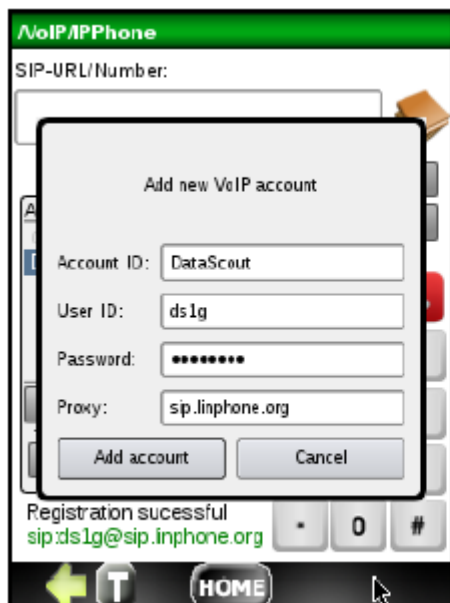 /VoIP/IPPhone
SIP-URL/Number:
Add new VoIP account
Account ID: DataScout
User ID: ds1g
Password: ••••••••
Proxy: sip.linphone.org
Add account Cancel
Registration sucessful
sip:ds1g@sip.linphone.org
* 0 #
T HOME